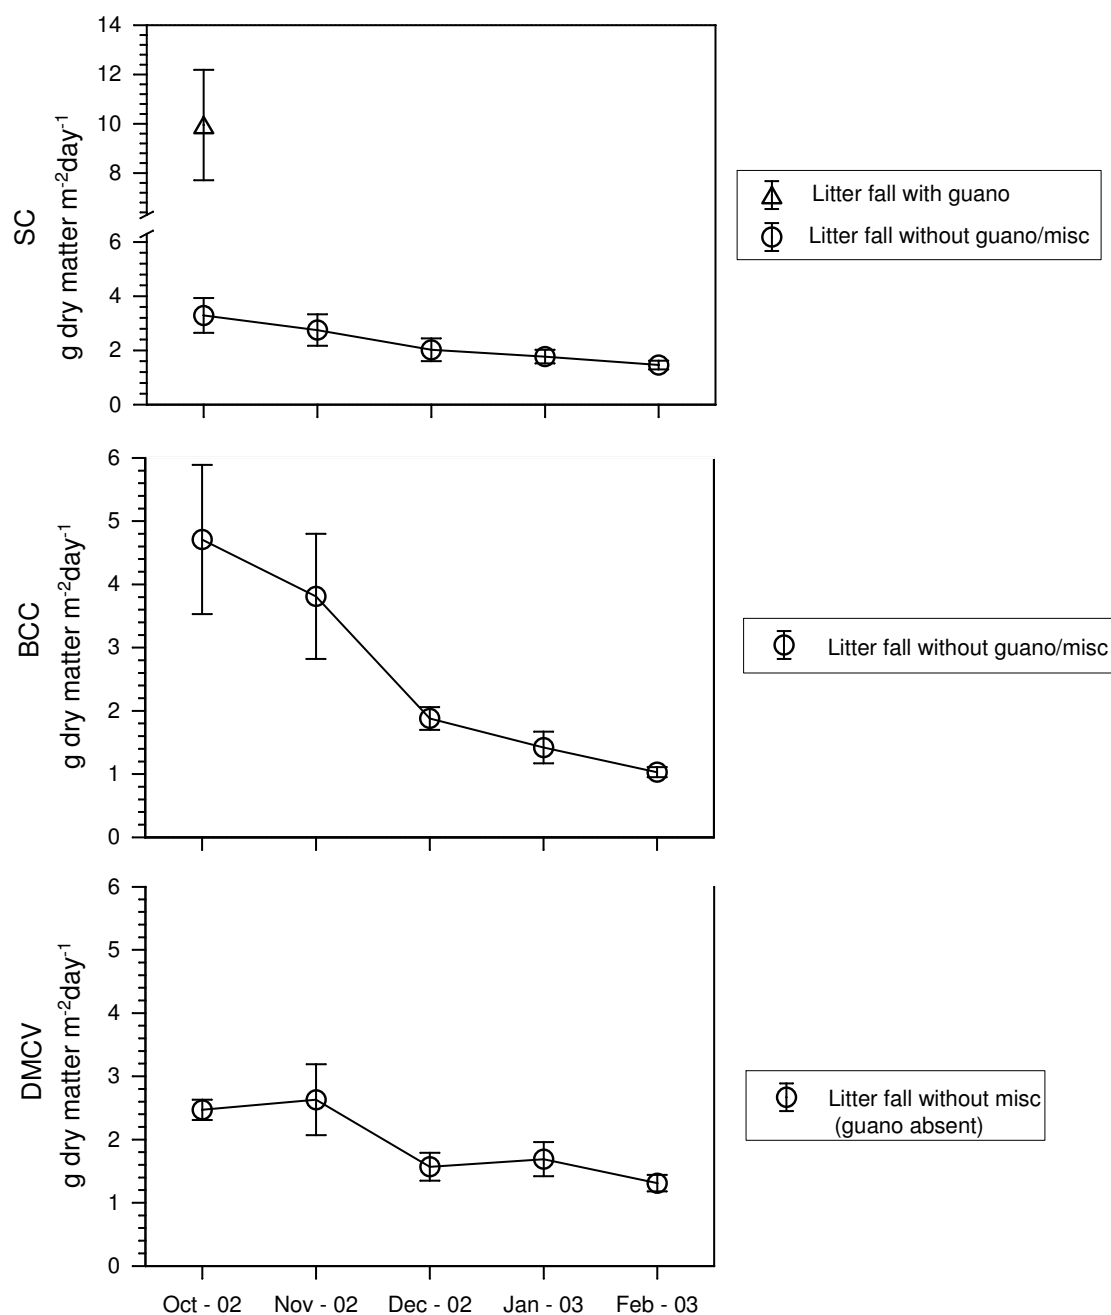 14
12
10
8
6
4
2
0
SC
g dry matter m⁻²day⁻¹
Litter fall with guano
Litter fall without guano/misc
6
5
4
3
2
1
0
BCC
g dry matter m⁻²day⁻¹
Litter fall without guano/misc
6
5
4
3
2
1
0
DMCV
g dry matter m⁻²day⁻¹
Litter fall without misc
(guano absent)
Oct - 02 Nov - 02 Dec - 02 Jan - 03 Feb - 03